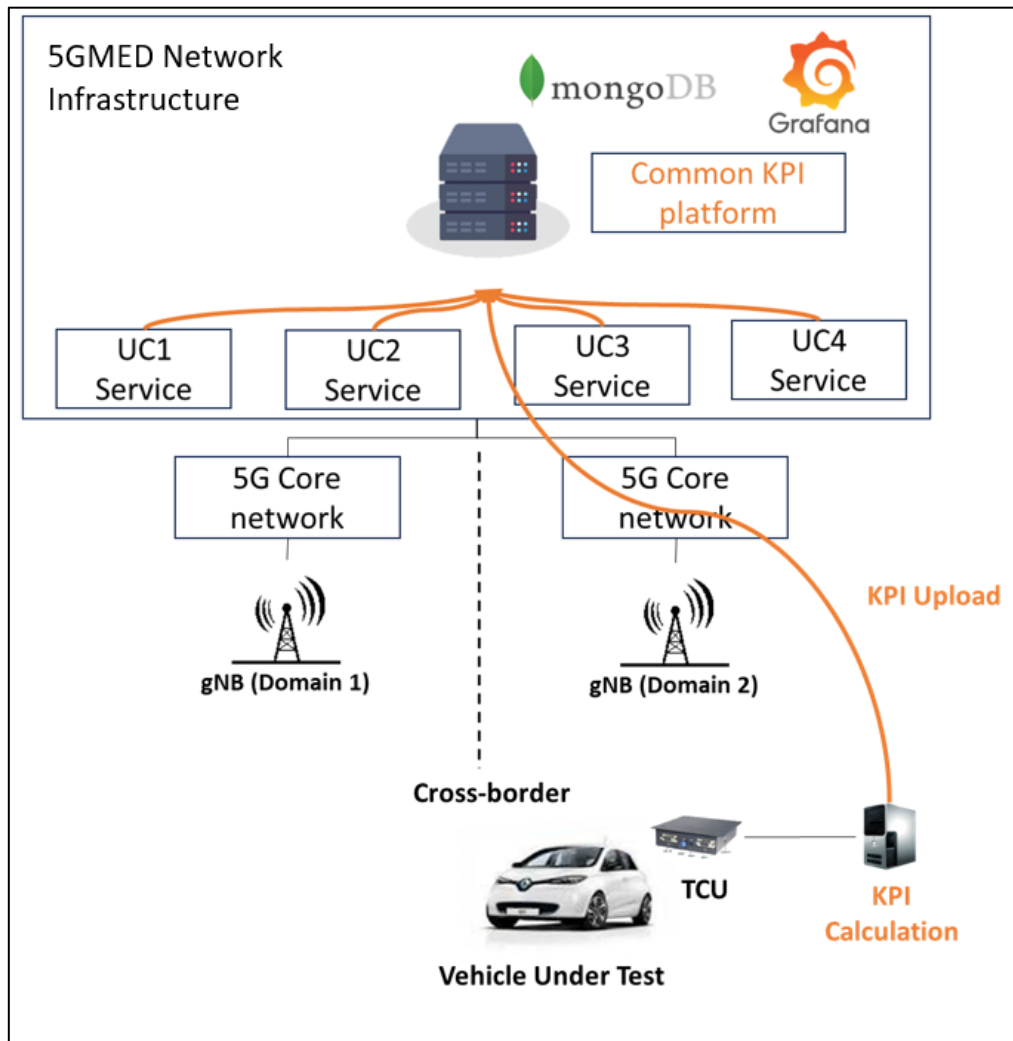 5GMED Network
Infrastructure
mongoDB
Grafana
Common KPI
platform
UC1
Service
UC2
Service
UC3
Service
UC4
Service
5G Core
network
5G Core
network
KPI Upload
gNB (Domain 1)
gNB (Domain 2)
Cross-border
TCU
KPI
Calculation
Vehicle Under Test